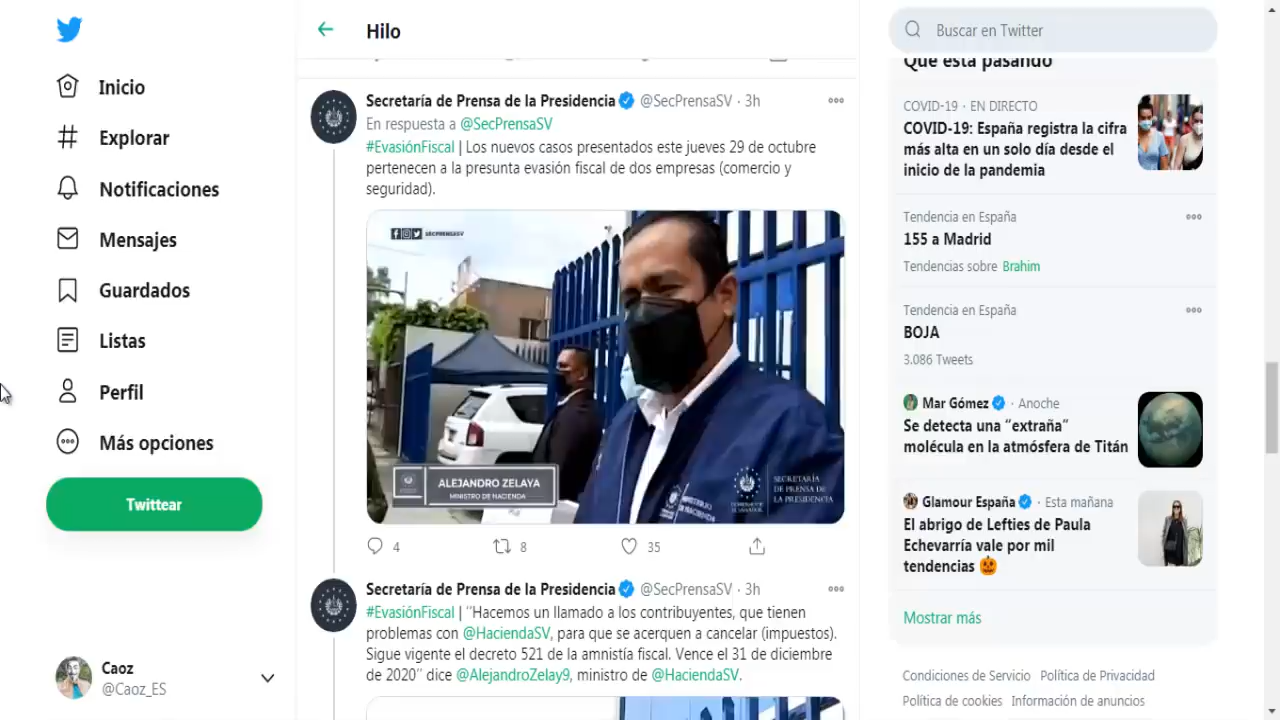 Inicio
Explorar
Notificaciones
Mensajes
Guardados
Listas
Perfil
Más opciones
Twittear
Caoz
@Caoz_ES
Hilo
Secretaría de Prensa de la Presidencia @SecPrensaSV · 3h
En respuesta a @SecPrensaSV
#EvasiónFiscal | Los nuevos casos presentados este jueves 29 de octubre
pertenecen a la presunta evasión fiscal de dos empresas (comercio y
seguridad).
SECPRENSASV
ALEJANDRO ZELAYA
MINISTRO DE HACIENDA
SECRETARÍA
DE PRENSA DE
LA PRESIDENCIA
4 8 35
Secretaría de Prensa de la Presidencia @SecPrensaSV · 3h
#EvasiónFiscal | ‘‘Hacemos un llamado a los contribuyentes, que tienen
problemas con @HaciendaSV, para que se acerquen a cancelar (impuestos).
Sigue vigente el decreto 521 de la amnistía fiscal. Vence el 31 de diciembre
de 2020’’ dice @AlejandroZelay9, ministro de @HaciendaSV.
Buscar en Twitter
Qué está pasando
COVID-19 · EN DIRECTO
COVID-19: España registra la cifra
más alta en un solo día desde el
inicio de la pandemia
Tendencia en España
155 a Madrid
Tendencias sobre Brahim
Tendencia en España
BOJA
3.086 Tweets
Mar Gómez · Anoche
Se detecta una “extraña”
molécula en la atmósfera de Titán
Glamour España · Esta mañana
El abrigo de Lefties de Paula
Echevarría vale por mil
tendencias 🎃
Mostrar más
Condiciones de Servicio Política de Privacidad
Política de cookies Información de anuncios